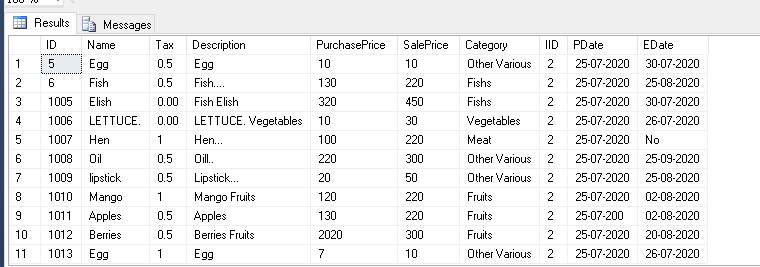 Results Messages
ID Name Tax Description PurchasePrice SalePrice Category IID PDate EDate
1 5 Egg 0.5 Egg 10 10 Other Various 2 25-07-2020 30-07-2020
2 6 Fish 0.5 Fish.... 130 220 Fishs 2 25-07-2020 25-08-2020
3 1005 Elish 0.00 Fish Elish 320 450 Fishs 2 25-07-2020 30-07-2020
4 1006 LETTUCE. 0.00 LETTUCE. Vegetables 10 30 Vegetables 2 25-07-2020 26-07-2020
5 1007 Hen 1 Hen... 100 220 Meat 2 25-07-2020 No
6 1008 Oil 0.5 Oill.. 220 300 Other Various 2 25-07-2020 25-09-2020
7 1009 lipstick 0.5 Lipstick... 20 50 Other Various 2 25-07-2020 25-08-2020
8 1010 Mango 1 Mango Fruits 120 220 Fruits 2 25-07-2020 02-08-2020
9 1011 Apples 0.5 Apples 130 220 Fruits 2 25-07-200 02-08-2020
10 1012 Berries 0.5 Berries Fruits 2020 300 Fruits 2 25-07-2020 20-08-2020
11 1013 Egg 1 Egg 7 10 Other Various 2 25-07-2020 26-07-2020